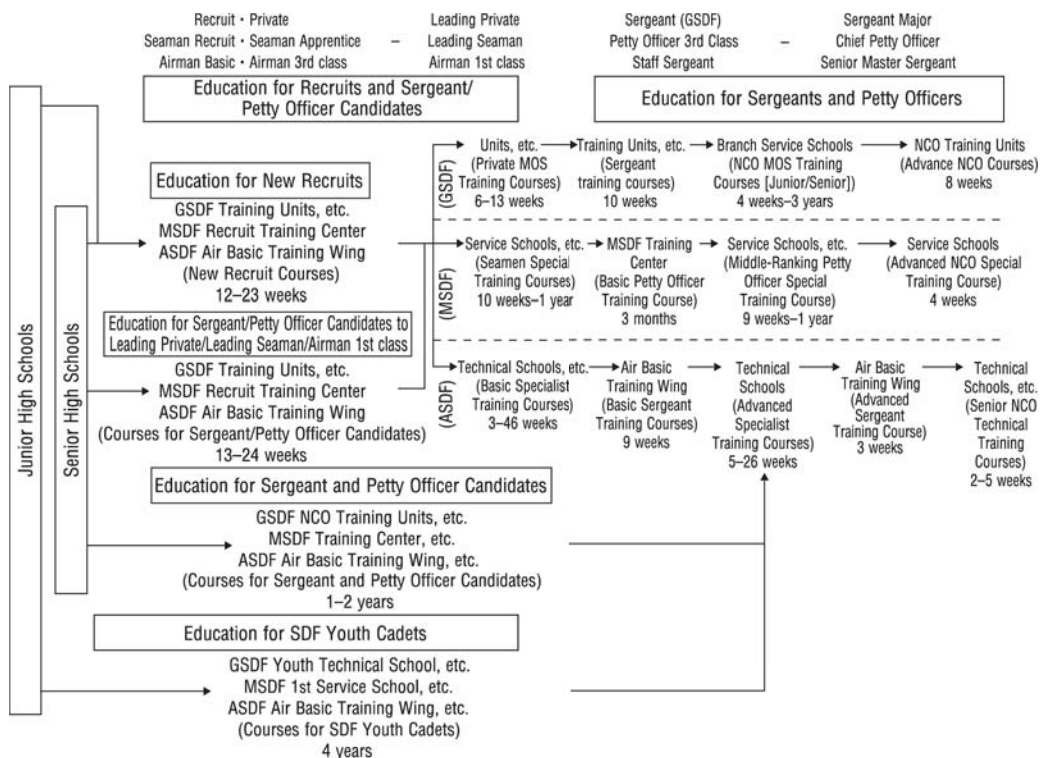 Recruit・Private
Seaman Recruit・Seaman Apprentice
Airman Basic・Airman 3rd class
–
Leading Private
Leading Seaman
Airman 1st class
Sergeant (GSDF)
Petty Officer 3rd Class
Staff Sergeant
–
Sergeant Major
Chief Petty Officer
Senior Master Sergeant
Education for Recruits and Sergeant/
Petty Officer Candidates
Education for Sergeants and Petty Officers
Junior High Schools
Senior High Schools
Education for New Recruits
GSDF Training Units, etc.
MSDF Recruit Training Center
ASDF Air Basic Training Wing
(New Recruit Courses)
12–23 weeks
Education for Sergeant/Petty Officer Candidates to
Leading Private/Leading Seaman/Airman 1st class
GSDF Training Units, etc.
MSDF Recruit Training Center
ASDF Air Basic Training Wing
(Courses for Sergeant/Petty Officer Candidates)
13–24 weeks
Education for Sergeant and Petty Officer Candidates
GSDF NCO Training Units, etc.
MSDF Training Center, etc.
ASDF Air Basic Training Wing, etc.
(Courses for Sergeant and Petty Officer Candidates)
1–2 years
Education for SDF Youth Cadets
GSDF Youth Technical School, etc.
MSDF 1st Service School, etc.
ASDF Air Basic Training Wing, etc.
(Courses for SDF Youth Cadets)
4 years
(GSDF)
Units, etc.
(Private MOS
Training Courses)
6–13 weeks
Training Units, etc.
(Sergeant
training courses)
10 weeks
Branch Service Schools
(NCO MOS Training
Courses [Junior/Senior])
4 weeks–3 years
NCO Training Units
(Advance NCO Courses)
8 weeks
(MSDF)
Service Schools, etc.
(Seamen Special
Training Courses)
10 weeks–1 year
MSDF Training
Center
(Basic Petty Officer
Training Course)
3 months
Service Schools, etc.
(Middle-Ranking Petty
Officer Special
Training Course)
9 weeks–1 year
Service Schools
(Advanced NCO Special
Training Course)
4 weeks
(ASDF)
Technical Schools, etc.
(Basic Specialist
Training Courses)
3–46 weeks
Air Basic
Training Wing
(Basic Sergeant
Training Courses)
9 weeks
Technical
Schools
(Advanced
Specialist
Training Courses)
5–26 weeks
Air Basic
Training Wing
(Advanced
Sergeant
Training Course)
3 weeks
Technical
Schools, etc.
(Senior NCO
Technical
Training
Courses)
2–5 weeks